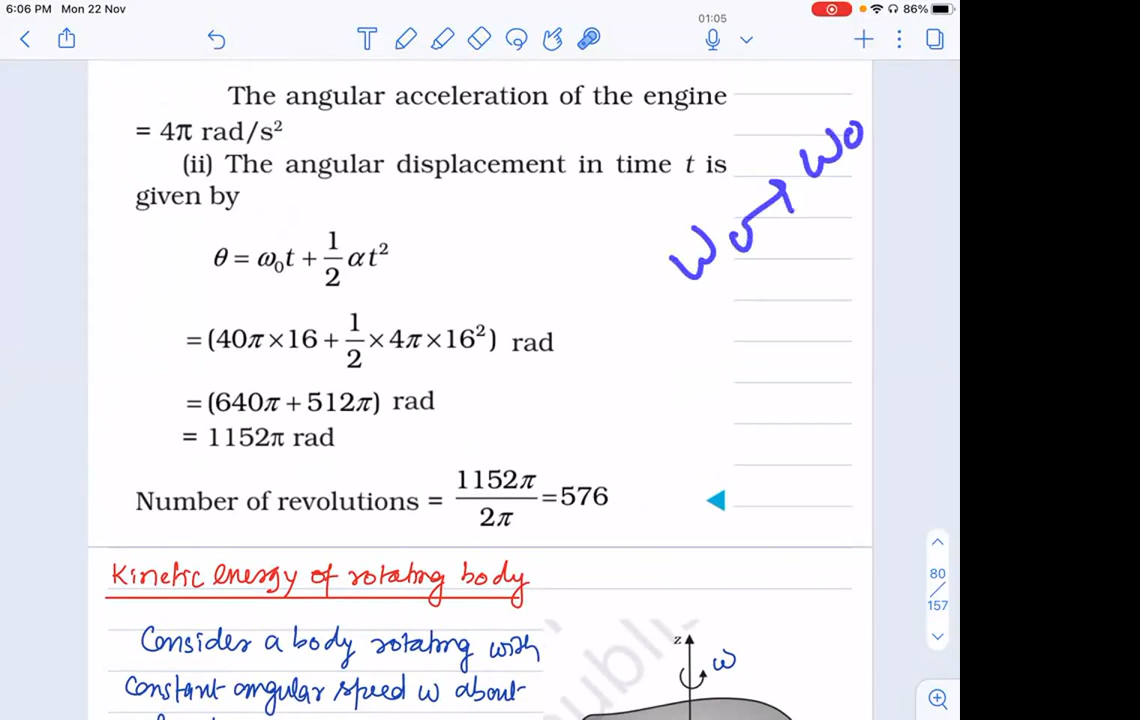 6:06 PM Mon 22 Nov
86%
01:05
The angular acceleration of the engine
= 4π rad/s²
(ii) The angular displacement in time t is
given by
θ = ω₀t + 1/2 αt²
= (40π × 16 + 1/2 × 4π × 16²) rad
= (640π + 512π) rad
= 1152π rad
Number of revolutions = 1152π/2π = 576
Kinetic energy of rotating body
Consider a body rotating with
Constant angular speed ω about
z
ω
80
157